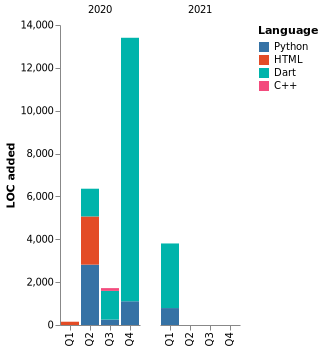 2020 2021
Language
Python
HTML
Dart
C++
LOC added
14,000
12,000
10,000
8,000
6,000
4,000
2,000
0
Q1 Q2 Q3 Q4 Q1 Q2 Q3 Q4